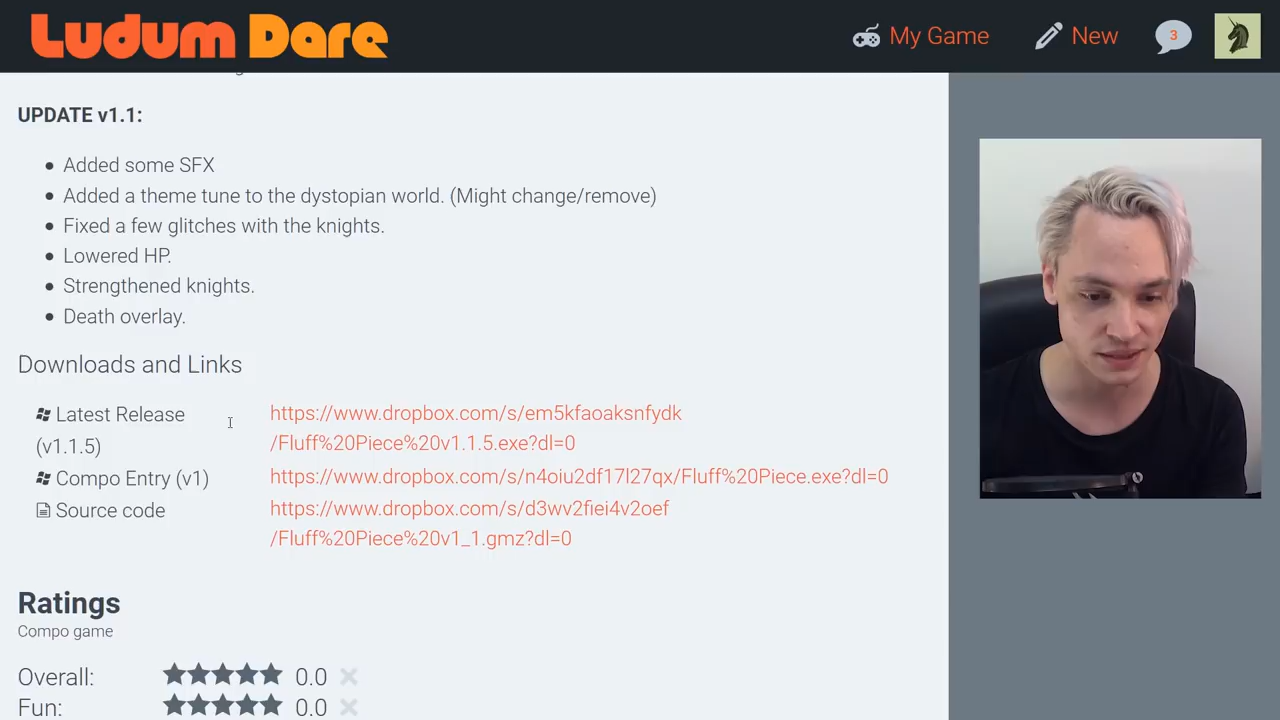 LuDum Dare
My Game
New
3
UPDATE v1.1:
Added some SFX
Added a theme tune to the dystopian world. (Might change/remove)
Fixed a few glitches with the knights.
Lowered HP.
Strengthened knights.
Death overlay.
Downloads and Links
Latest Release
(v1.1.5)
https://www.dropbox.com/s/em5kfaoaksnfydk
/Fluff%20Piece%20v1.1.5.exe?dl=0
Compo Entry (v1)
https://www.dropbox.com/s/n4oiu2df17l27qx/Fluff%20Piece.exe?dl=0
Source code
https://www.dropbox.com/s/d3wv2fiei4v2oef
/Fluff%20Piece%20v1_1.gmz?dl=0
Ratings
Compo game
Overall: 0.0
Fun: 0.0